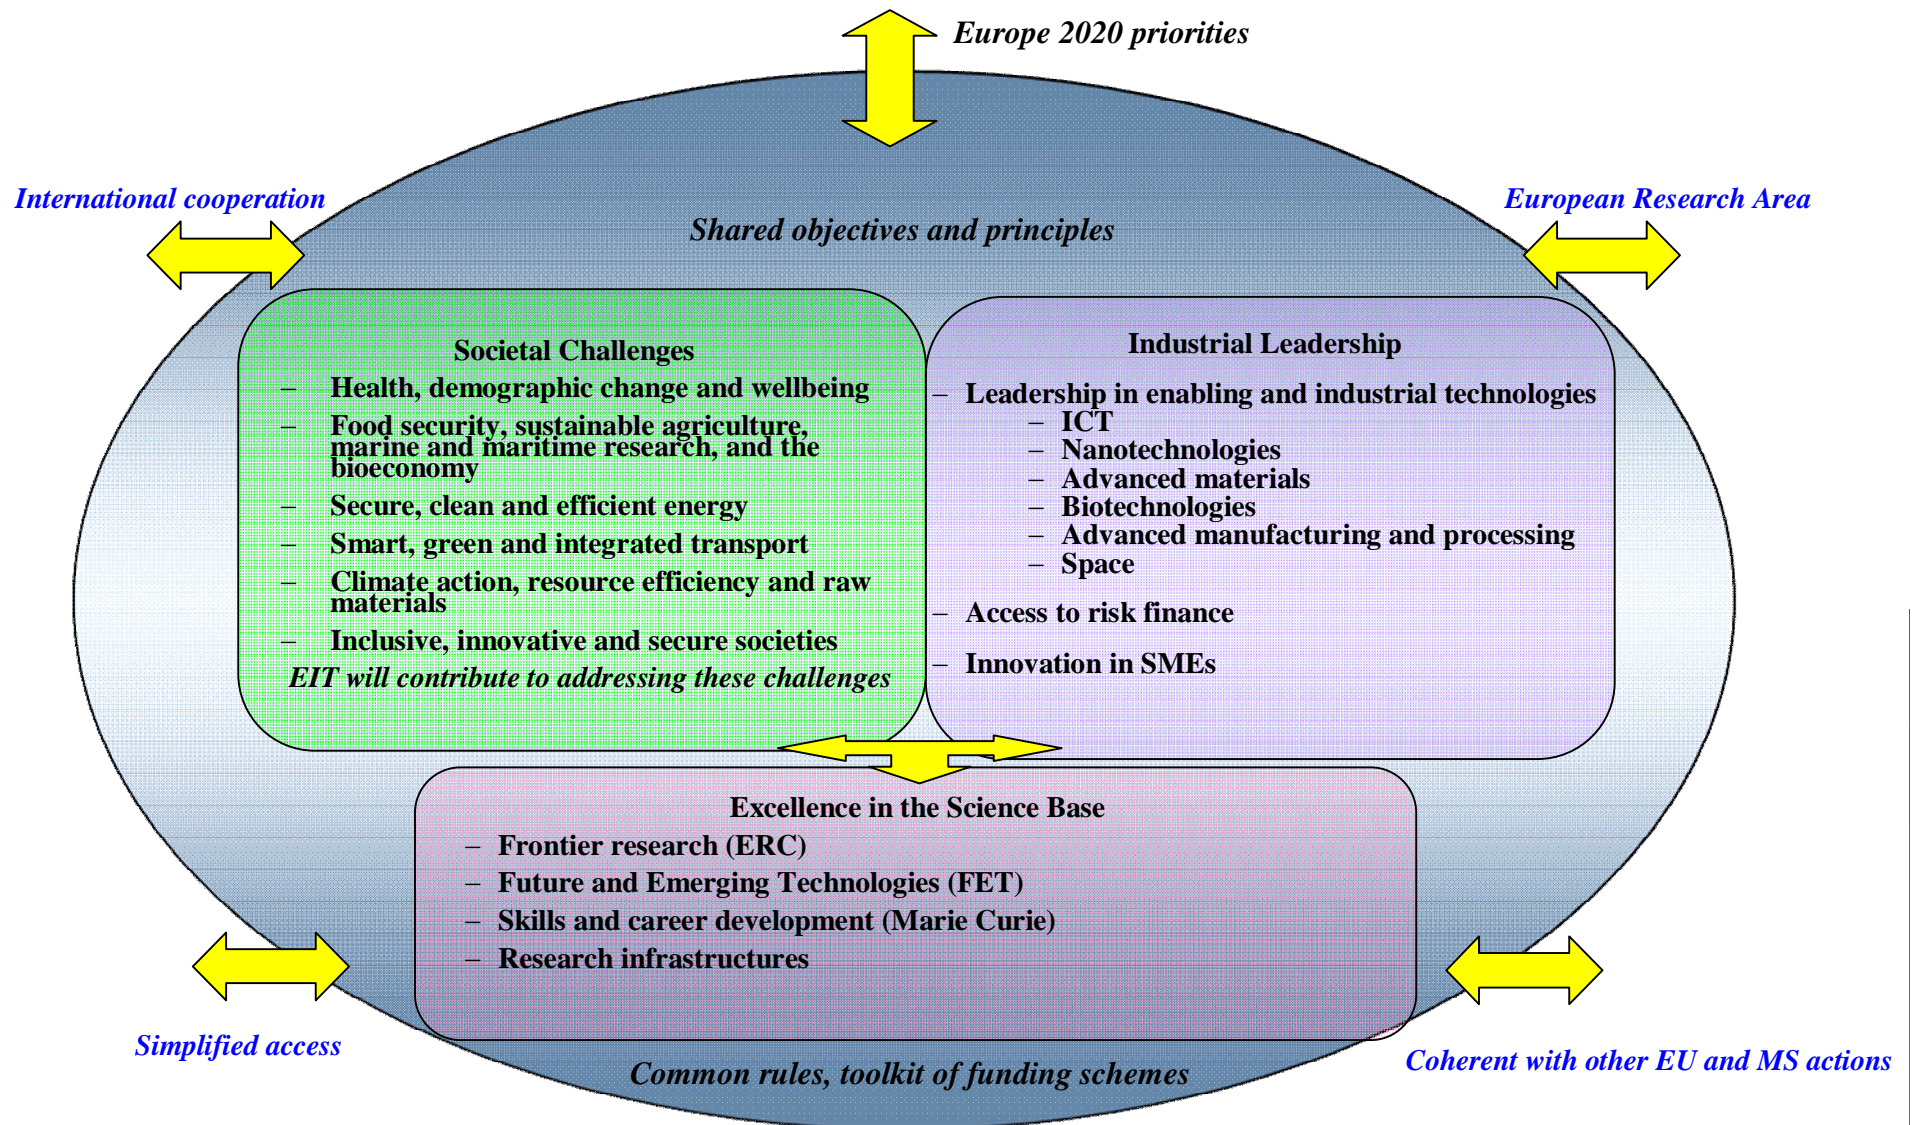 Europe 2020 priorities
International cooperation
European Research Area
Shared objectives and principles
Societal Challenges
– Health, demographic change and wellbeing
– Food security, sustainable agriculture,
marine and maritime research, and the
bioeconomy
– Secure, clean and efficient energy
– Smart, green and integrated transport
– Climate action, resource efficiency and raw
materials
– Inclusive, innovative and secure societies
EIT will contribute to addressing these challenges
Industrial Leadership
– Leadership in enabling and industrial technologies
– ICT
– Nanotechnologies
– Advanced materials
– Biotechnologies
– Advanced manufacturing and processing
– Space
– Access to risk finance
– Innovation in SMEs
Excellence in the Science Base
– Frontier research (ERC)
– Future and Emerging Technologies (FET)
– Skills and career development (Marie Curie)
– Research infrastructures
Simplified access
Coherent with other EU and MS actions
Common rules, toolkit of funding schemes